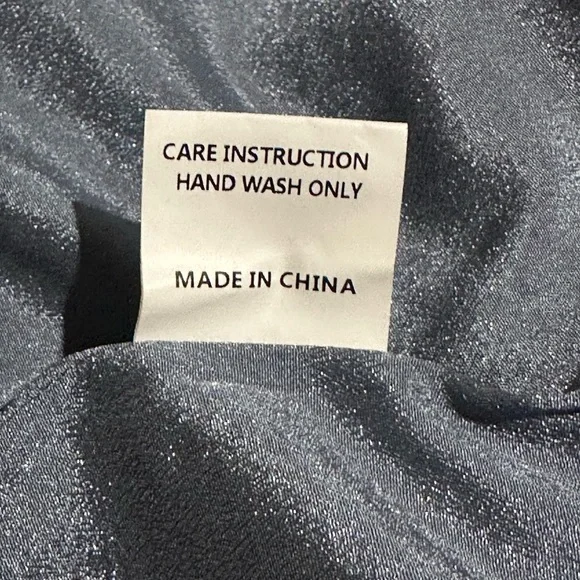 CARE INSTRUCTION
HAND WASH ONLY
MADE IN CHINA